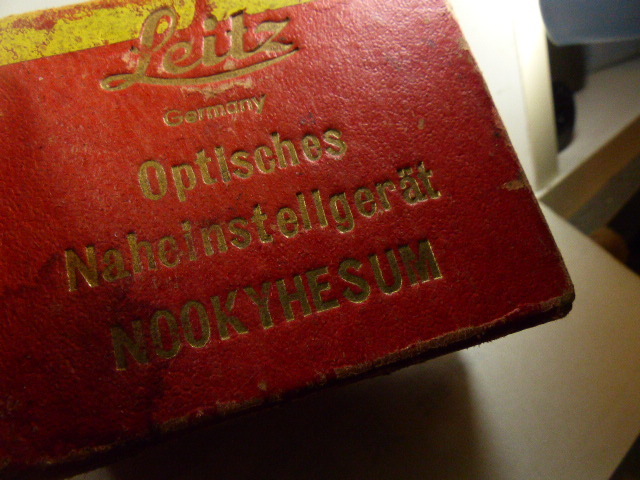 Leitz
Germany
Optisches
Naheinstellgerät
NOOKYHESUM